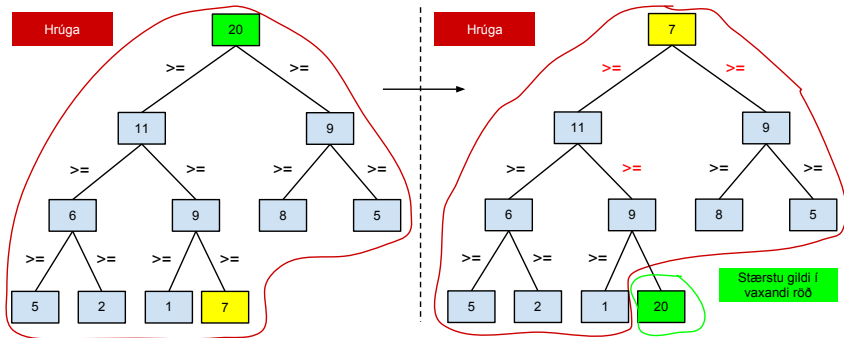 Hrúga
20
>= >=
11 9
>= >= >= >=
6 9 8 5
>= >= >= >=
5 2 1 7
Hrúga
7
>= >=
11 9
>= >= >= >=
6 9 8 5
>= >= >= >=
5 2 1 20
Stærstu gildi í
vaxandi röð